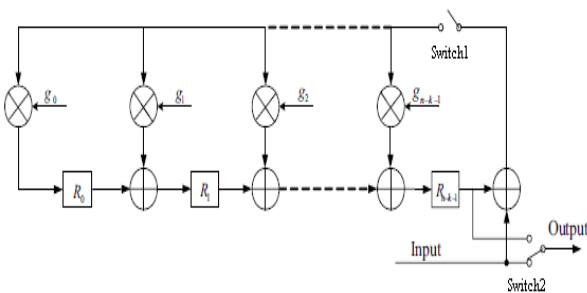 Switch1
g0 g1 g2 gn-k-1
R0 R1 Rn-k-1
Input Output
Switch2